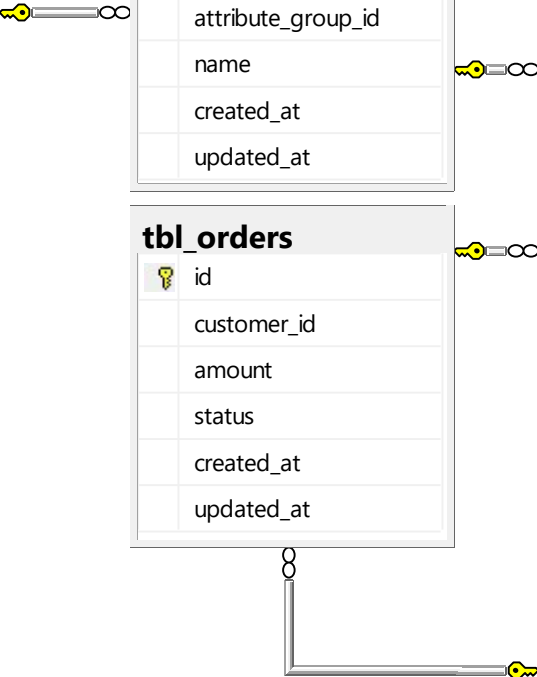 attribute_group_id
name
created_at
updated_at
tbl_orders
id
customer_id
amount
status
created_at
updated_at